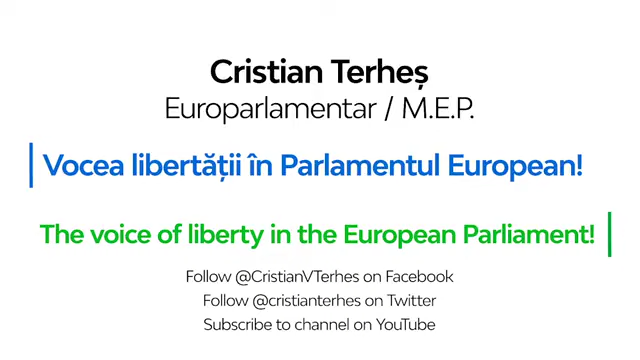 Cristian Terheș
Europarlamentar / M.E.P.
Vocea libertății în Parlamentul European!
The voice of liberty in the European Parliament!
Follow @CristianVTerhes on Facebook
Follow @cristianterhes on Twitter
Subscribe to channel on YouTube